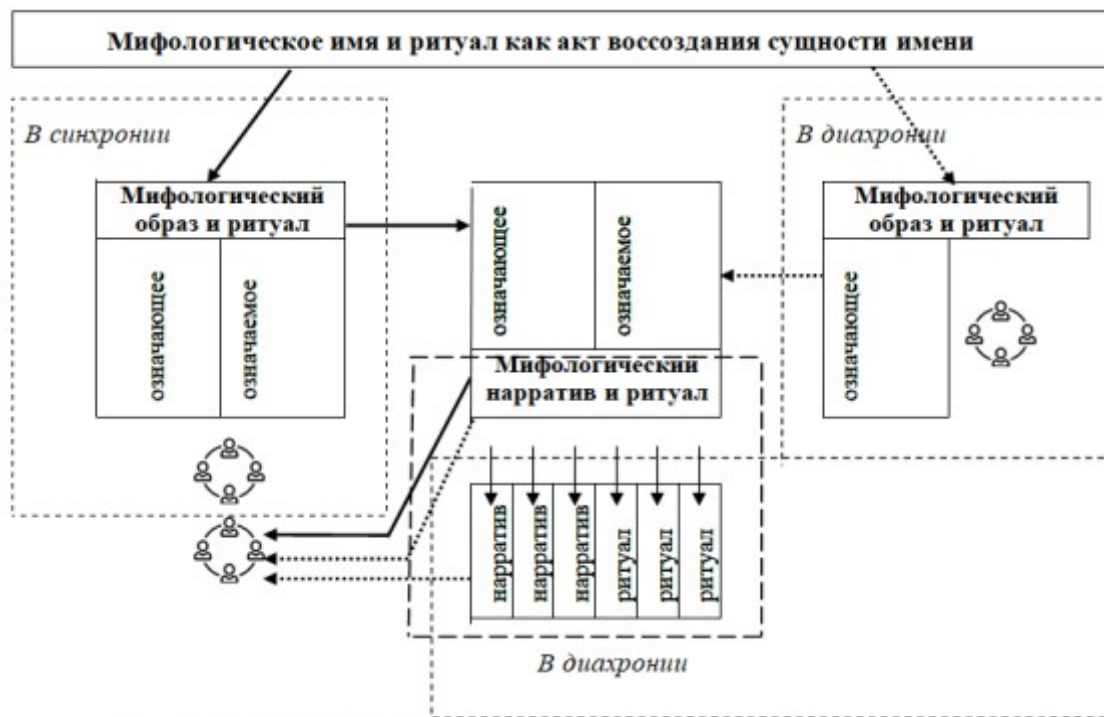 Мифологическое имя и ритуал как акт воссоздания сущности имени
В синхронии
В диахронии
Мифологический
образ и ритуал
означающее
означаемое
означающее
означаемое
Мифологический
нарратив и ритуал
Мифологический
образ и ритуал
означающее
нарратив
нарратив
нарратив
ритуал
ритуал
ритуал
В диахронии